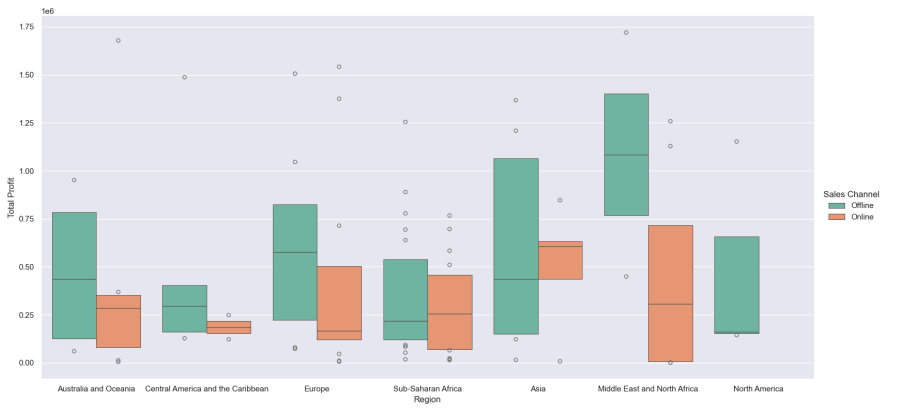 1e6
1.75
1.50
1.25
1.00
0.75
0.50
0.25
0.00
Total Profit
Australia and Oceania
Central America and the Caribbean
Europe
Sub-Saharan Africa
Asia
Middle East and North Africa
North America
Region
Sales Channel
Offline
Online